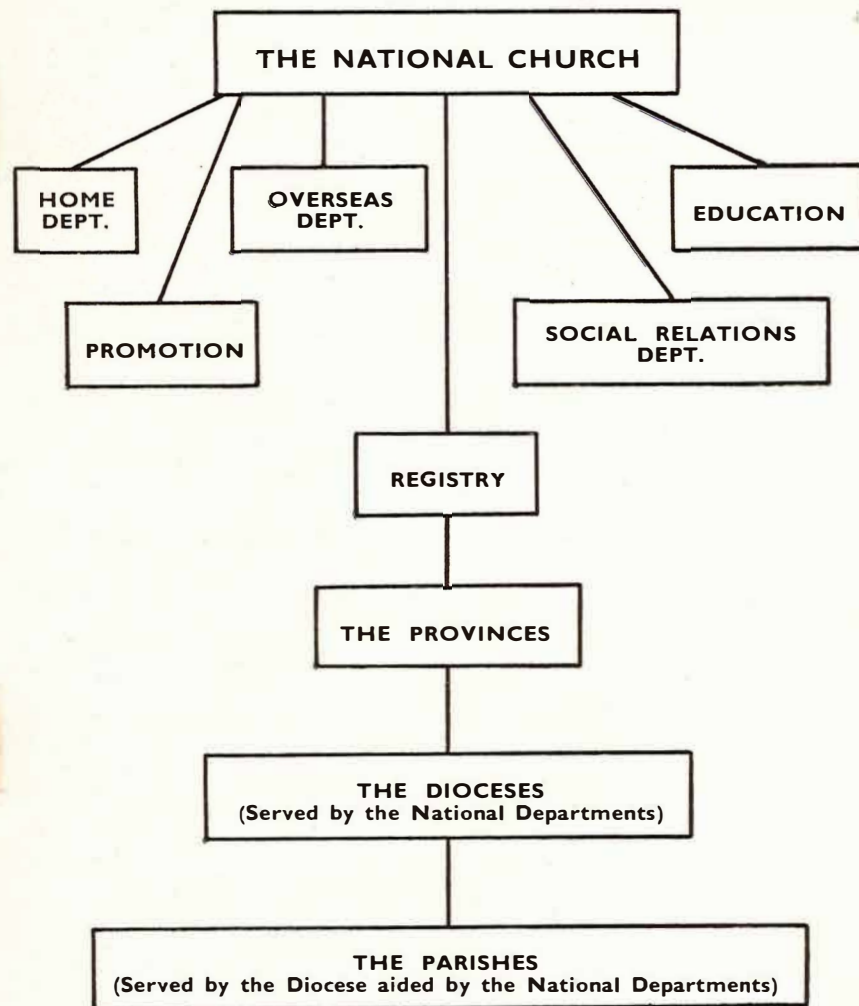 THE NATIONAL CHURCH
HOME
DEPT.
OVERSEAS
DEPT.
EDUCATION
PROMOTION
SOCIAL RELATIONS
DEPT.
REGISTRY
THE PROVINCES
THE DIOCESES
(Served by the National Departments)
THE PARISHES
(Served by the Diocese aided by the National Departments)